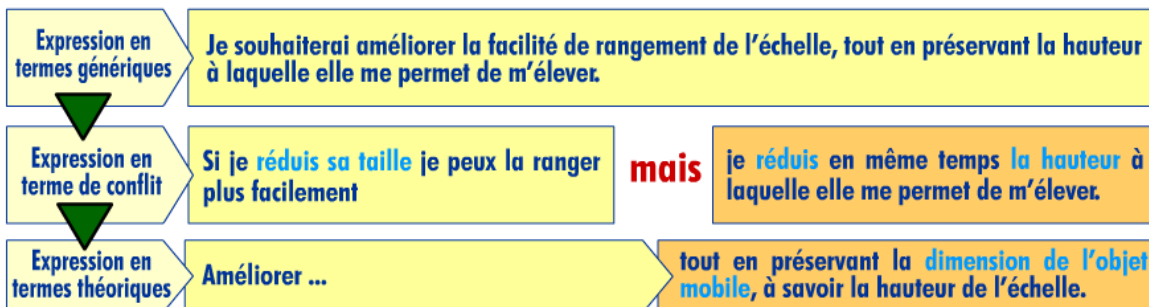 Expression en
termes génériques
Je souhaiterai améliorer la facilité de rangement de l'échelle, tout en préservant la hauteur
à laquelle elle me permet de m'élever.
Expression en
terme de conflit
Si je réduis sa taille je peux la ranger
plus facilement
mais
je réduis en même temps la hauteur à
laquelle elle me permet de m'élever.
Expression en
termes théoriques
Améliorer ...
tout en préservant la dimension de l'objet
mobile, à savoir la hauteur de l'échelle.